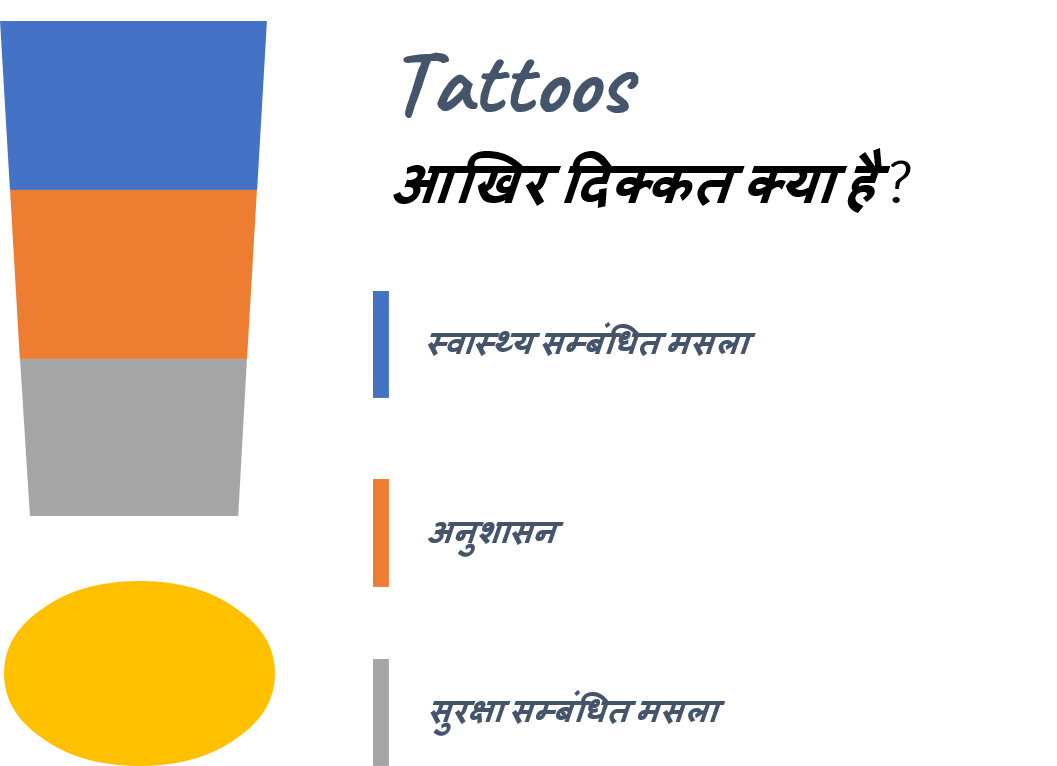 Tattoos
आखिर दिक्कत क्या है?
स्वास्थ्य सम्बंधित मसला
अनुशासन
सुरक्षा सम्बंधित मसला